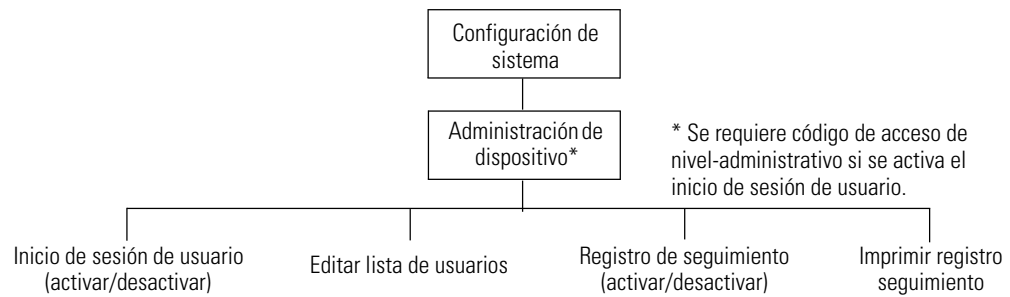 Configuración de
sistema
Administración de
dispositivo*
* Se requiere código de acceso de
nivel-administrativo si se activa el
inicio de sesión de usuario.
Inicio de sesión de usuario
(activar/desactivar)
Editar lista de usuarios
Registro de seguimiento
(activar/desactivar)
Imprimir registro
seguimiento